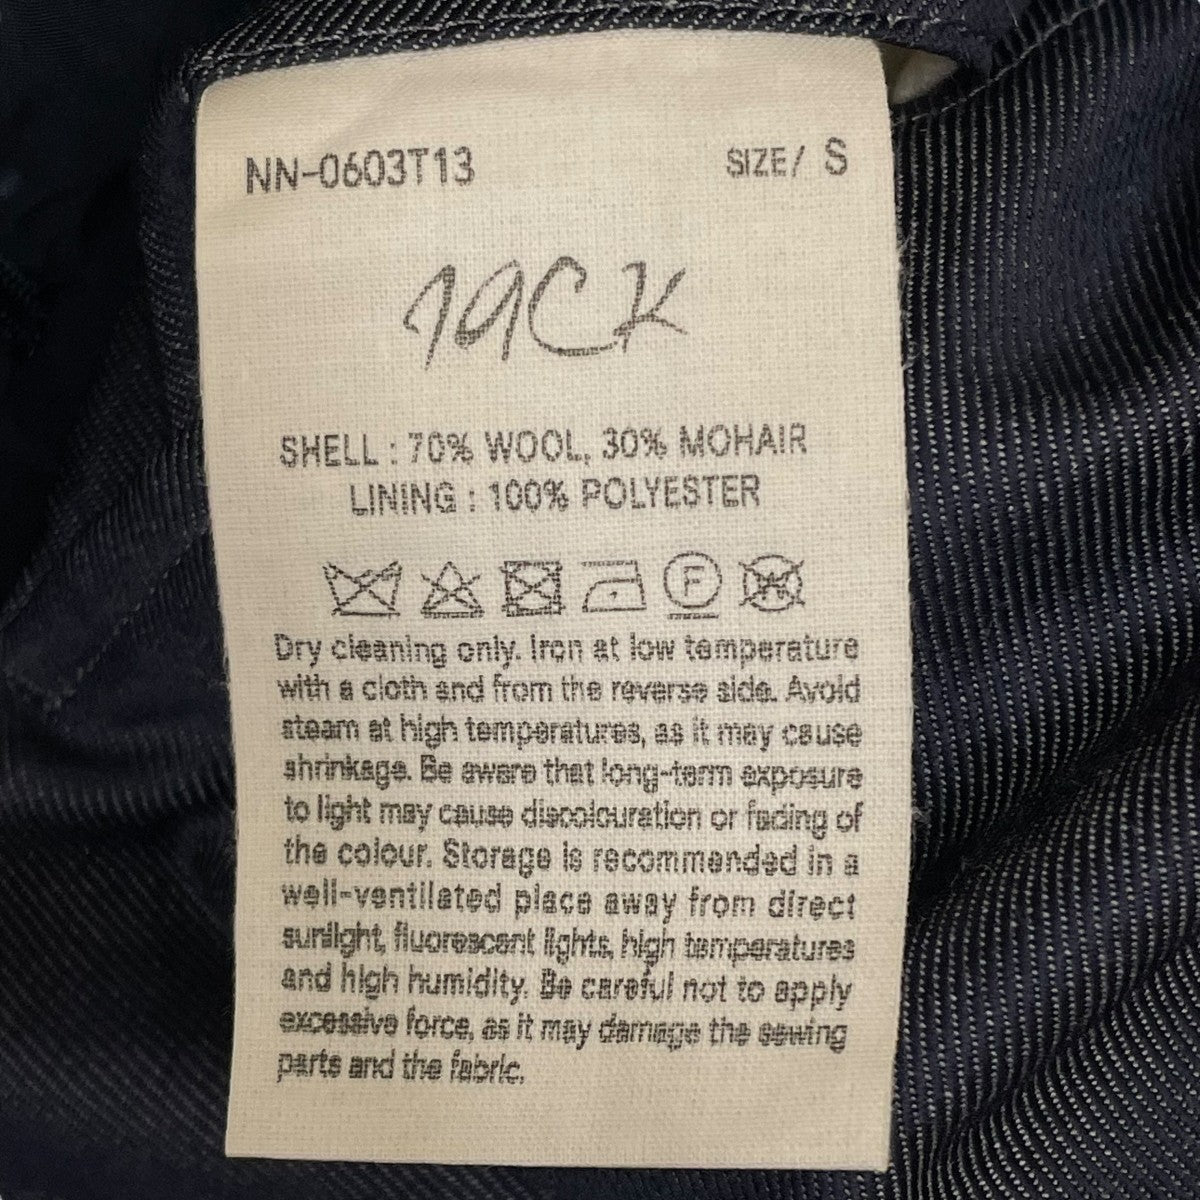 NN-0603T13 SIZE/ S
JACK
SHELL : 70% WOOL, 30% MOHAIR
LINING : 100% POLYESTER
F W
Dry cleaning only. Iron at low temperature
with a cloth and from the reverse side. Avoid
steam at high temperatures, as it may cause
shrinkage. Be aware that long-term exposure
to light may cause discolouration or fading of
the colour. Storage is recommended in a
well-ventilated place away from direct
sunlight, fluorescent lights, high temperatures
and high humidity. Be careful not to apply
excessive force, as it may damage the sewing
parts and the fabric.